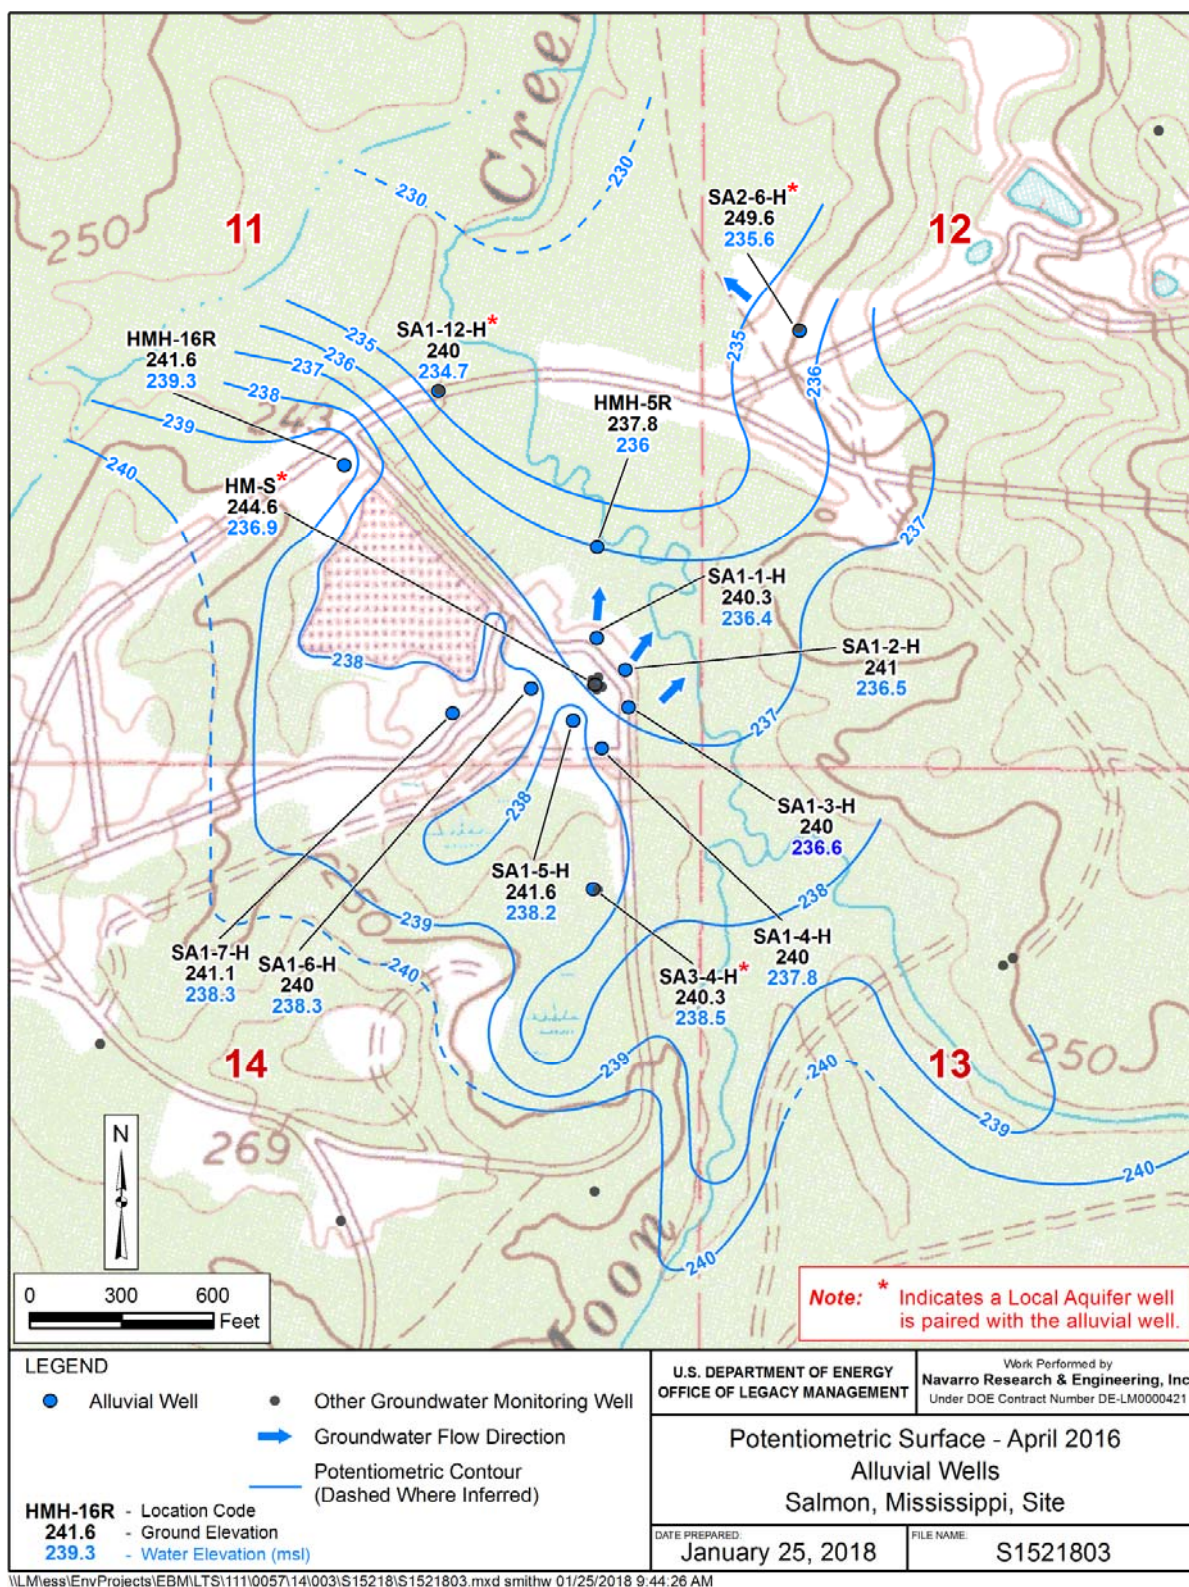 Creek
230
230
SA2-6-H*
249.6
235.6
11
12
250
HMH-16R
241.6
239.3
SA1-12-H*
240
234.7
235
236
237
238
239
240
243
235
236
237
HMH-5R
237.8
236
HM-S*
244.6
236.9
SA1-1-H
240.3
236.4
SA1-2-H
241
236.5
238
237
238
SA1-3-H
240
236.6
SA1-5-H
241.6
238.2
238
239
SA1-7-H
241.1
238.3
SA1-6-H
240
238.3
240
SA3-4-H*
240.3
238.5
SA1-4-H
240
237.8
14
13
250
239
240
239
240
240
269
Moon
N
0 300 600
Feet
Note: * Indicates a Local Aquifer well
is paired with the alluvial well.
LEGEND
Alluvial Well
Other Groundwater Monitoring Well
Groundwater Flow Direction
Potentiometric Contour
(Dashed Where Inferred)
HMH-16R - Location Code
241.6 - Ground Elevation
239.3 - Water Elevation (msl)
U.S. DEPARTMENT OF ENERGY
OFFICE OF LEGACY MANAGEMENT
Work Performed by
Navarro Research & Engineering, Inc
Under DOE Contract Number DE-LM0000421
Potentiometric Surface - April 2016
Alluvial Wells
Salmon, Mississippi, Site
DATE PREPARED:
January 25, 2018
FILE NAME:
S1521803
\\LM\ess\EnvProjects\EBM\LTS\111\0057\14\003\S15218\S1521803.mxd smithw 01/25/2018 9:44:26 AM